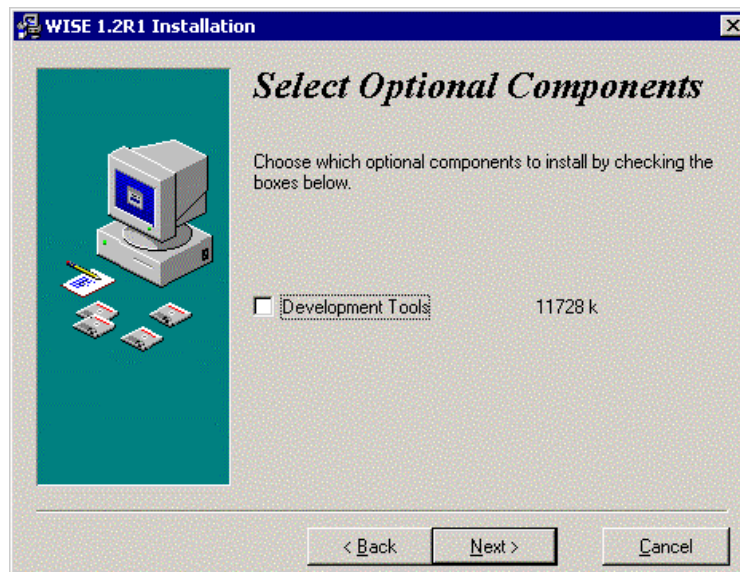 WISE 1.2R1 Installation
Select Optional Components
Choose which optional components to install by checking the
boxes below.
Development Tools 11728 k
< Back Next > Cancel